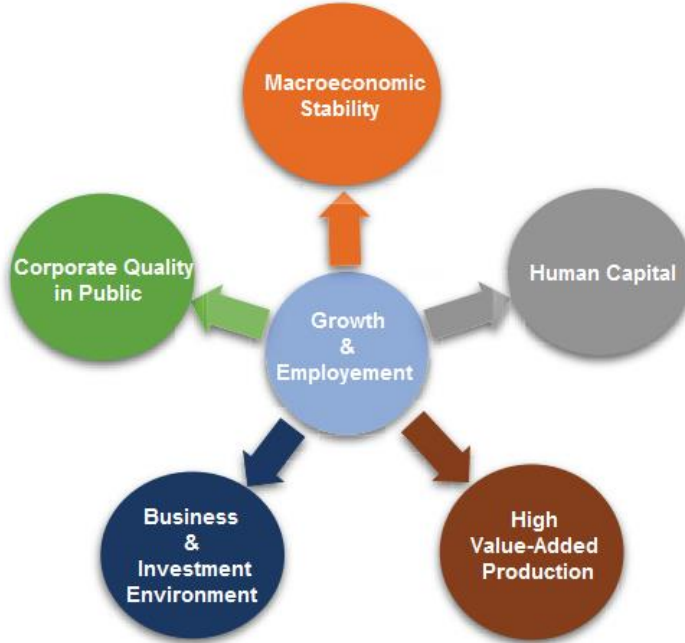 Macroeconomic
Stability
Corporate Quality
in Public
Human Capital
Growth
&
Employement
Business
&
Investment
Environment
High
Value-Added
Production